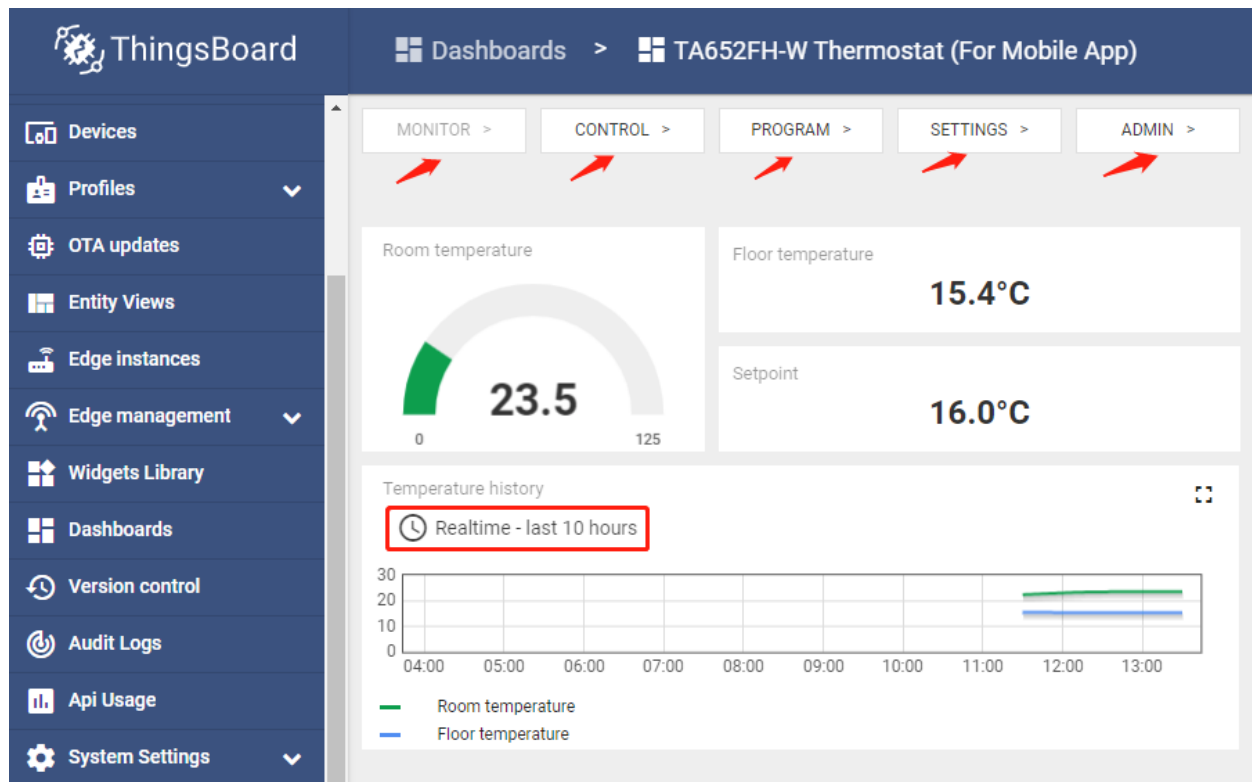 ThingsBoard
Dashboards > TA652FH-W Thermostat (For Mobile App)
Devices
Profiles
OTA updates
Entity Views
Edge instances
Edge management
Widgets Library
Dashboards
Version control
Audit Logs
Api Usage
System Settings
MONITOR > CONTROL > PROGRAM > SETTINGS > ADMIN >
Room temperature
23.5
0 125
Floor temperature
15.4°C
Setpoint
16.0°C
Temperature history
Realtime - last 10 hours
30
20
10
0
04:00 05:00 06:00 07:00 08:00 09:00 10:00 11:00 12:00 13:00
Room temperature
Floor temperature